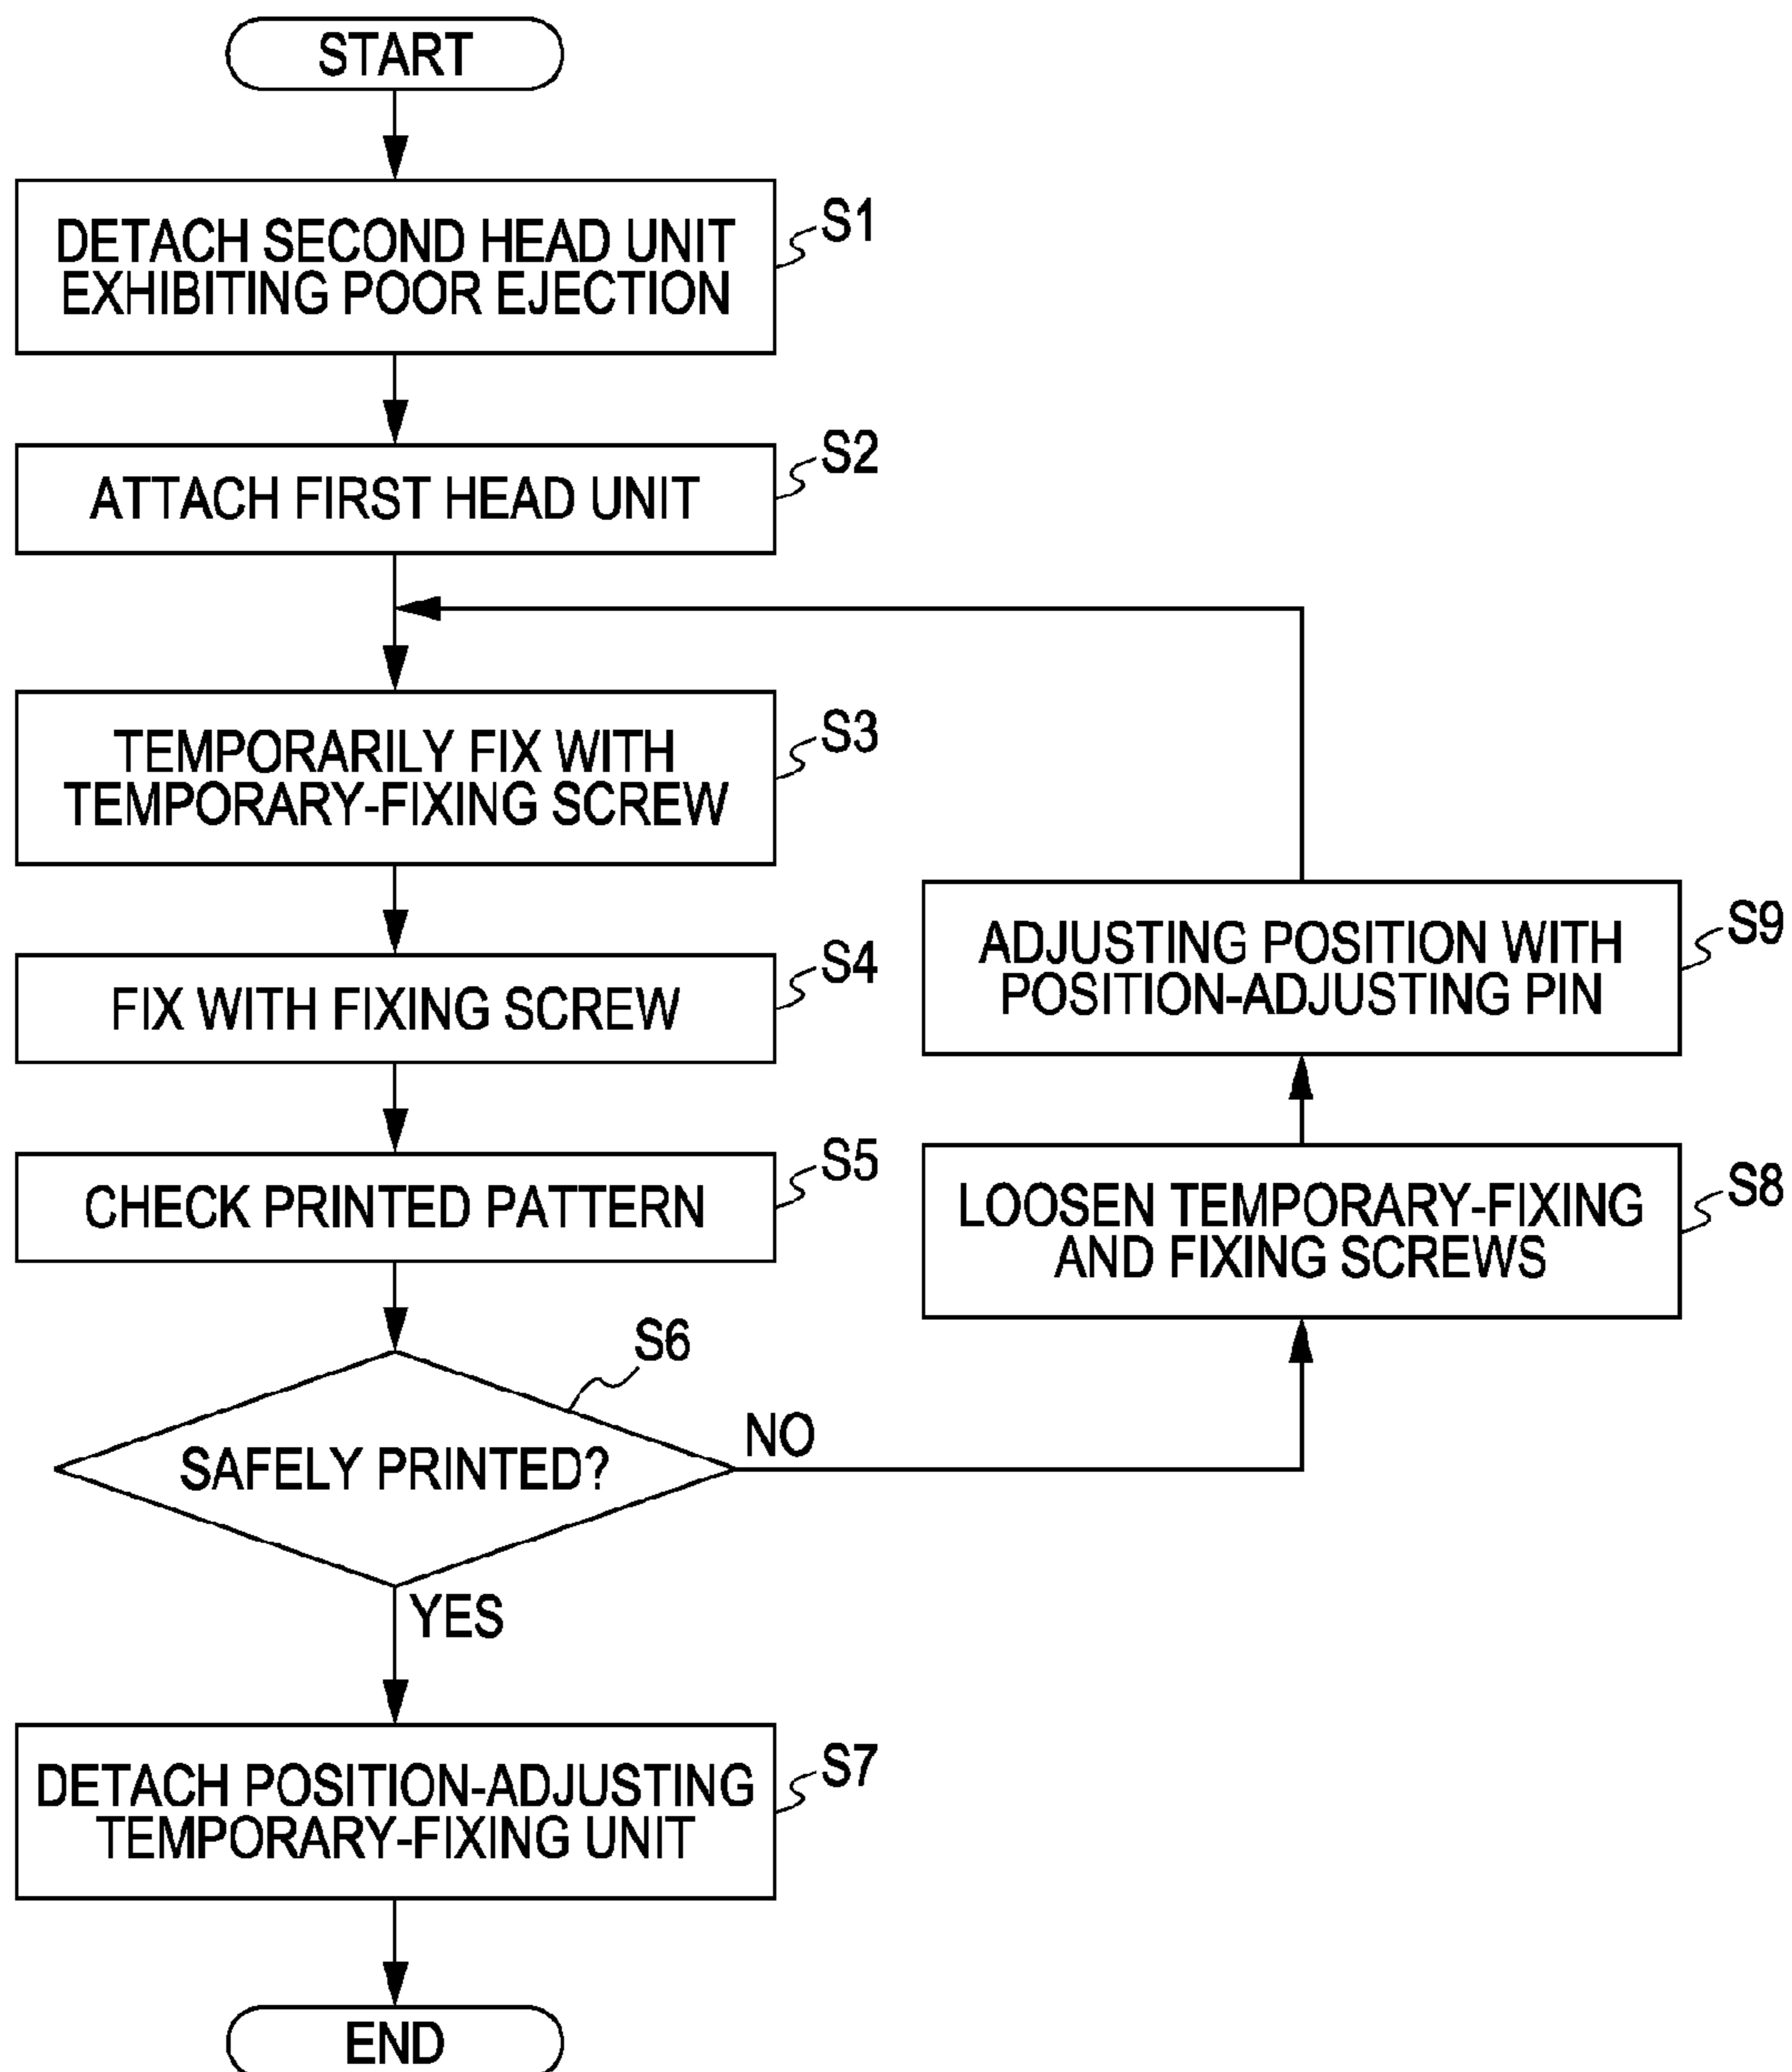 START
DETACH SECOND HEAD UNIT
EXHIBITING POOR EJECTION
S1
ATTACH FIRST HEAD UNIT
S2
TEMPORARILY FIX WITH
TEMPORARY-FIXING SCREW
S3
FIX WITH FIXING SCREW
S4
CHECK PRINTED PATTERN
S5
SAFELY PRINTED?
S6
NO
YES
DETACH POSITION-ADJUSTING
TEMPORARY-FIXING UNIT
S7
LOOSEN TEMPORARY-FIXING
AND FIXING SCREWS
S8
ADJUSTING POSITION WITH
POSITION-ADJUSTING PIN
S9
END